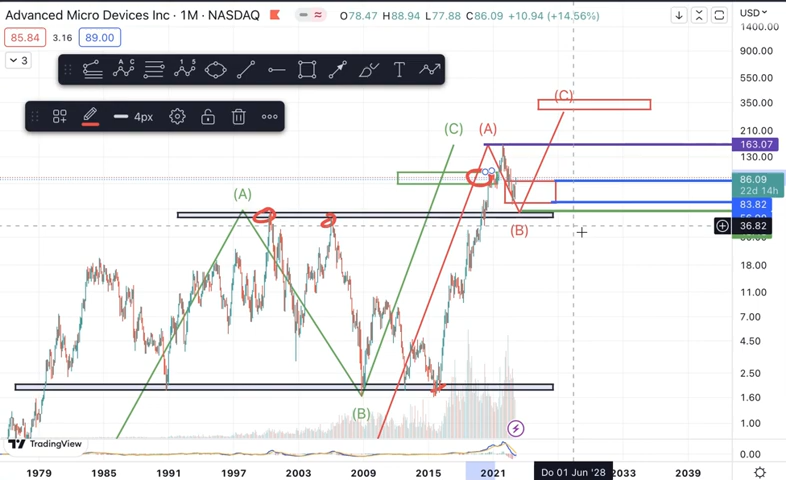 Advanced Micro Devices Inc · 1M · NASDAQ O78.47 H88.94 L77.88 C86.09 +10.94 (+14.56%) USD
85.84 3.16 89.00
3
A C
1 5
T
4px
(C)
(C) (A)
(A)
(B)
(B)
1400.00
900.00
550.00
350.00
210.00
163.07
130.00
86.09
22d 14h
83.82
36.82
18.00
11.00
7.00
4.50
2.50
1.60
1.00
0.00
TradingView
1979 1985 1991 1997 2003 2009 2015 2021 Do 01 Jun '28 2033 2039